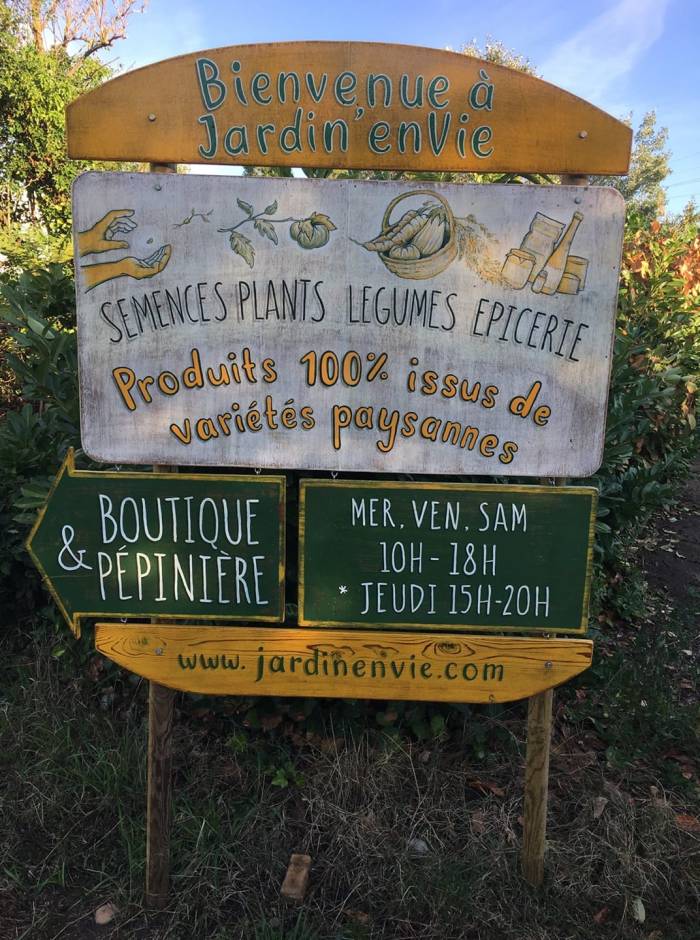 Bienvenue à
Jardin'enVie
SEMENCES PLANTS LEGUMES EPICERIE
Produits 100% issus de
variétés paysannes
BOUTIQUE
& PÉPINIÈRE
MER, VEN, SAM
10H-18H
* JEUDI 15H-20H
www.jardinenvie.com